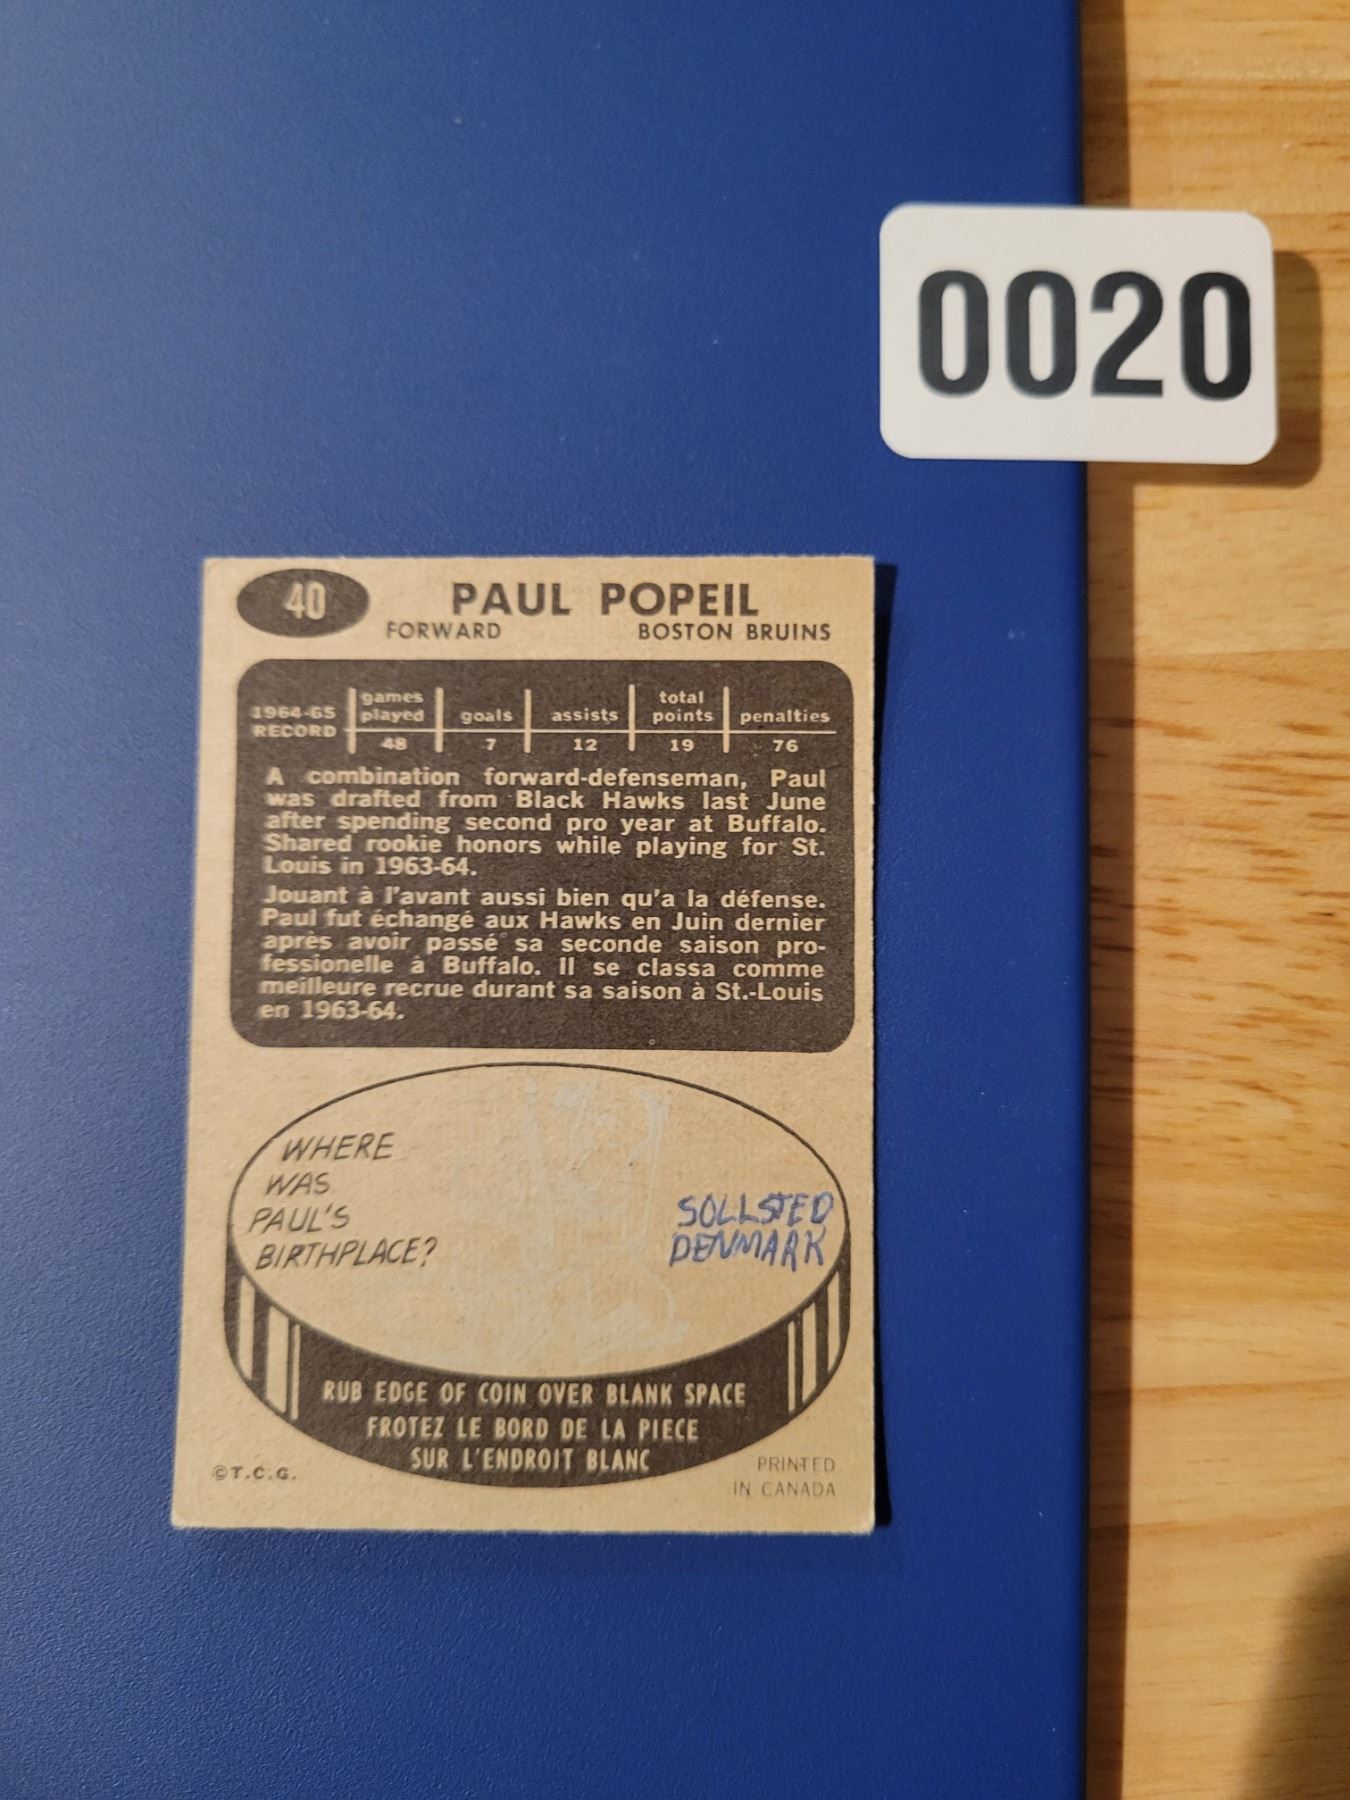 0020
40 PAUL POPEIL
FORWARD BOSTON BRUINS
1964-65 RECORD games played goals assists total points penalties
48 7 12 19 76
A combination forward-defenseman, Paul
was drafted from Black Hawks last June
after spending second pro year at Buffalo.
Shared rookie honors while playing for St.
Louis in 1963-64.
Jouant à l'avant aussi bien qu'a la défense.
Paul fut échangé aux Hawks en Juin dernier
après avoir passé sa seconde saison pro-
fessionelle à Buffalo. Il se classa comme
meilleure recrue durant sa saison à St.-Louis
en 1963-64.
WHERE
WAS
PAUL'S
BIRTHPLACE?
SOLLSTED
DENMARK
RUB EDGE OF COIN OVER BLANK SPACE
FROTEZ LE BORD DE LA PIECE
SUR L'ENDROIT BLANC
©T.C.G.
PRINTED
IN CANADA